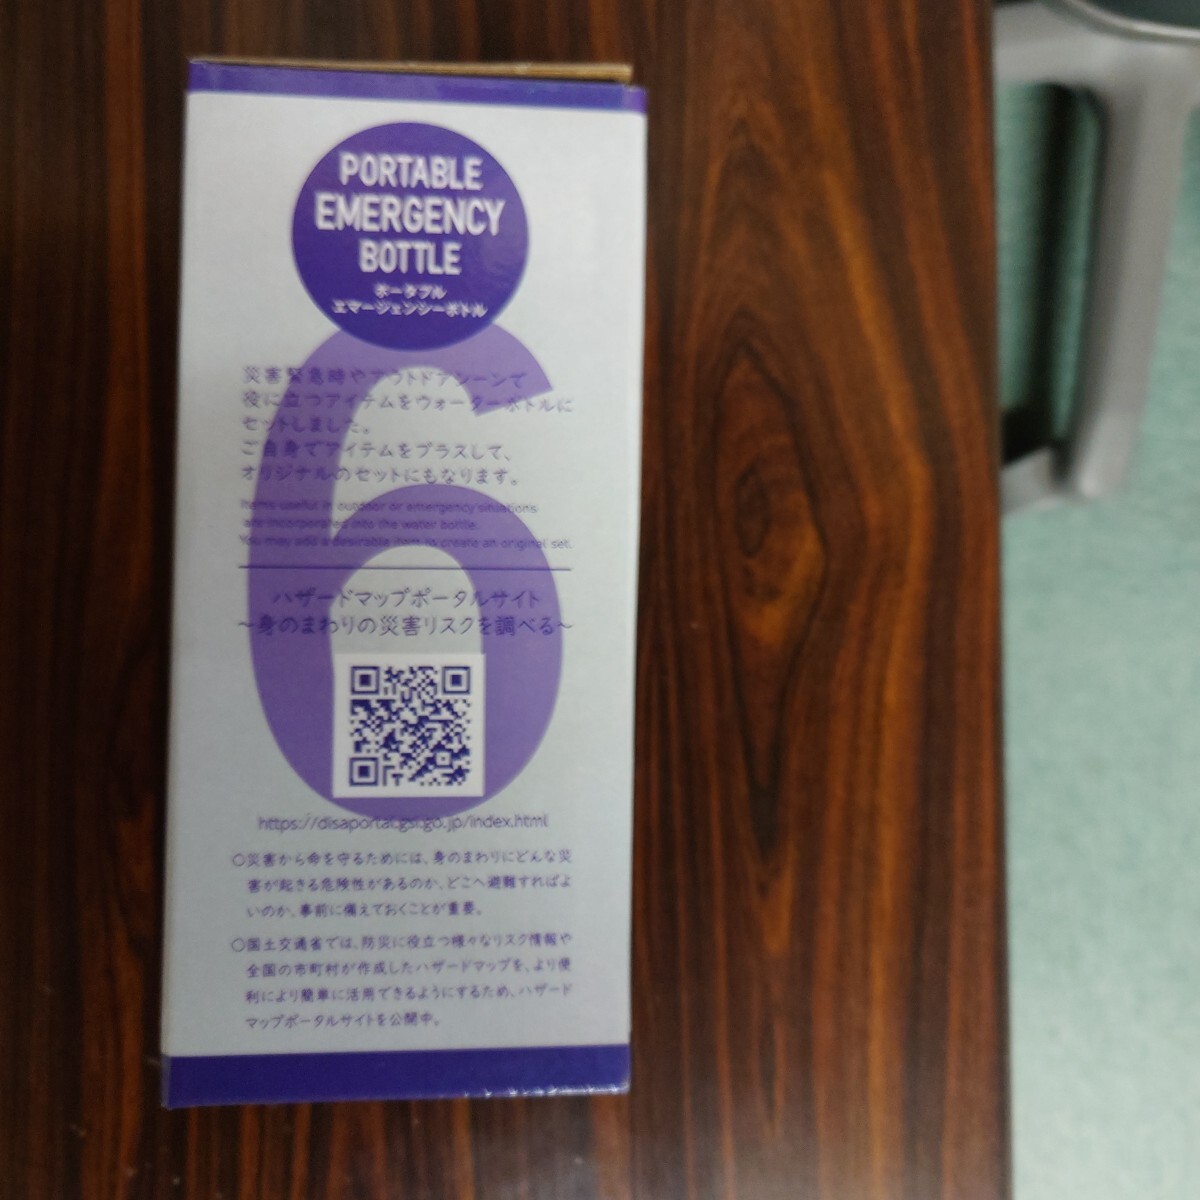 PORTABLE
EMERGENCY
BOTTLE
ポータブル
エマージェンシーボトル
6
災害緊急時やアウトドアシーンで
役に立つアイテムをウォーターボトルに
セットしました。
ご自身でアイテムをプラスして、
オリジナルのセットにもなります。
Items useful in outdoor or emergency situations
are incorporated into the water bottle.
You may add a desirable item to create an original set.
ハザードマップポータルサイト
〜身のまわりの災害リスクを調べる〜
https://disaportal.gsi.go.jp/index.html
○災害から命を守るためには、身のまわりにどんな災
害が起きる危険性があるのか、どこへ避難すればよ
いのか、事前に備えておくことが重要。
○国土交通省では、防災に役立つ様々なリスク情報や
全国の市町村が作成したハザードマップを、より便
利により簡単に活用できるようにするため、ハザード
マップポータルサイトを公開中。